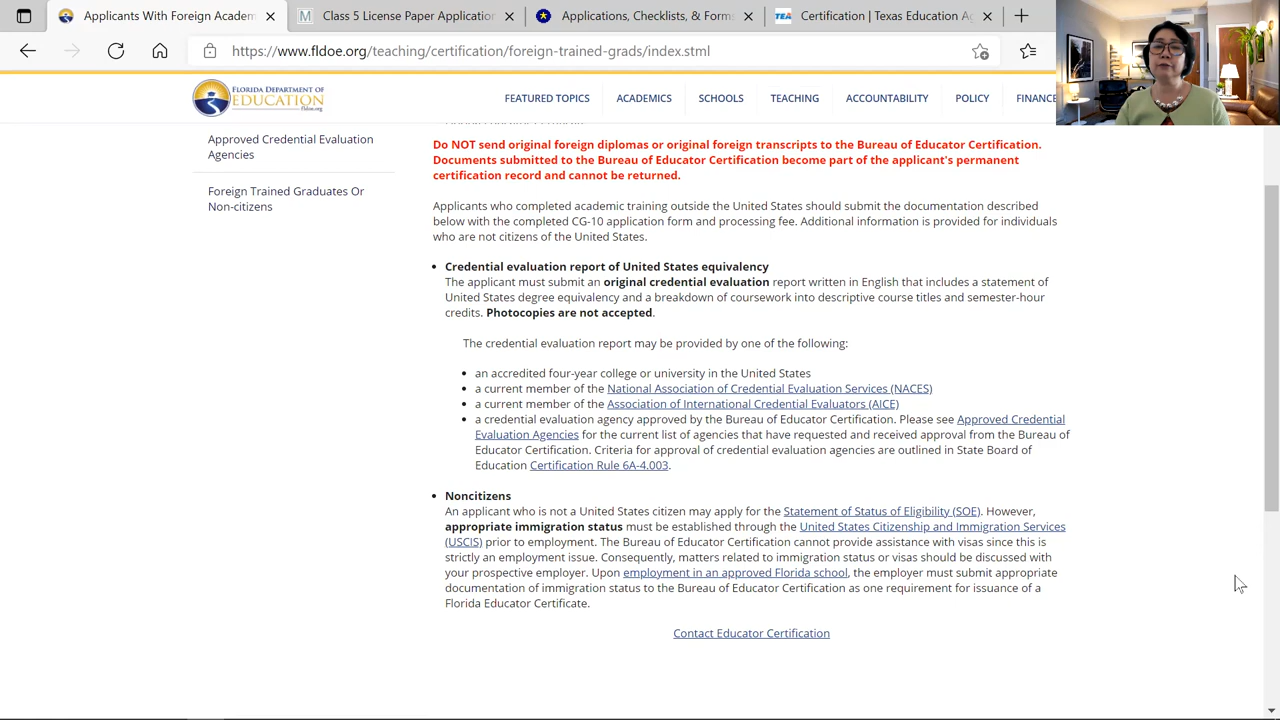 Applicants With Foreign Academ
Class 5 License Paper Application
Applications, Checklists, & Forms
Certification | Texas Education Ag
https://www.fldoe.org/teaching/certification/foreign-trained-grads/index.stml
FLORIDA DEPARTMENT OF
EDUCATION
fldoe.org
FEATURED TOPICS
ACADEMICS
SCHOOLS
TEACHING
ACCOUNTABILITY
POLICY
FINANCE
Approved Credential Evaluation
Agencies
Foreign Trained Graduates Or
Non-citizens
Do NOT send original foreign diplomas or original foreign transcripts to the Bureau of Educator Certification.
Documents submitted to the Bureau of Educator Certification become part of the applicant's permanent
certification record and cannot be returned.
Applicants who completed academic training outside the United States should submit the documentation described
below with the completed CG-10 application form and processing fee. Additional information is provided for individuals
who are not citizens of the United States.
• Credential evaluation report of United States equivalency
The applicant must submit an original credential evaluation report written in English that includes a statement of
United States degree equivalency and a breakdown of coursework into descriptive course titles and semester-hour
credits. Photocopies are not accepted.
The credential evaluation report may be provided by one of the following:
• an accredited four-year college or university in the United States
• a current member of the National Association of Credential Evaluation Services (NACES)
• a current member of the Association of International Credential Evaluators (AICE)
• a credential evaluation agency approved by the Bureau of Educator Certification. Please see Approved Credential
Evaluation Agencies for the current list of agencies that have requested and received approval from the Bureau of
Educator Certification. Criteria for approval of credential evaluation agencies are outlined in State Board of
Education Certification Rule 6A-4.003.
• Noncitizens
An applicant who is not a United States citizen may apply for the Statement of Status of Eligibility (SOE). However,
appropriate immigration status must be established through the United States Citizenship and Immigration Services
(USCIS) prior to employment. The Bureau of Educator Certification cannot provide assistance with visas since this is
strictly an employment issue. Consequently, matters related to immigration status or visas should be discussed with
your prospective employer. Upon employment in an approved Florida school, the employer must submit appropriate
documentation of immigration status to the Bureau of Educator Certification as one requirement for issuance of a
Florida Educator Certificate.
Contact Educator Certification